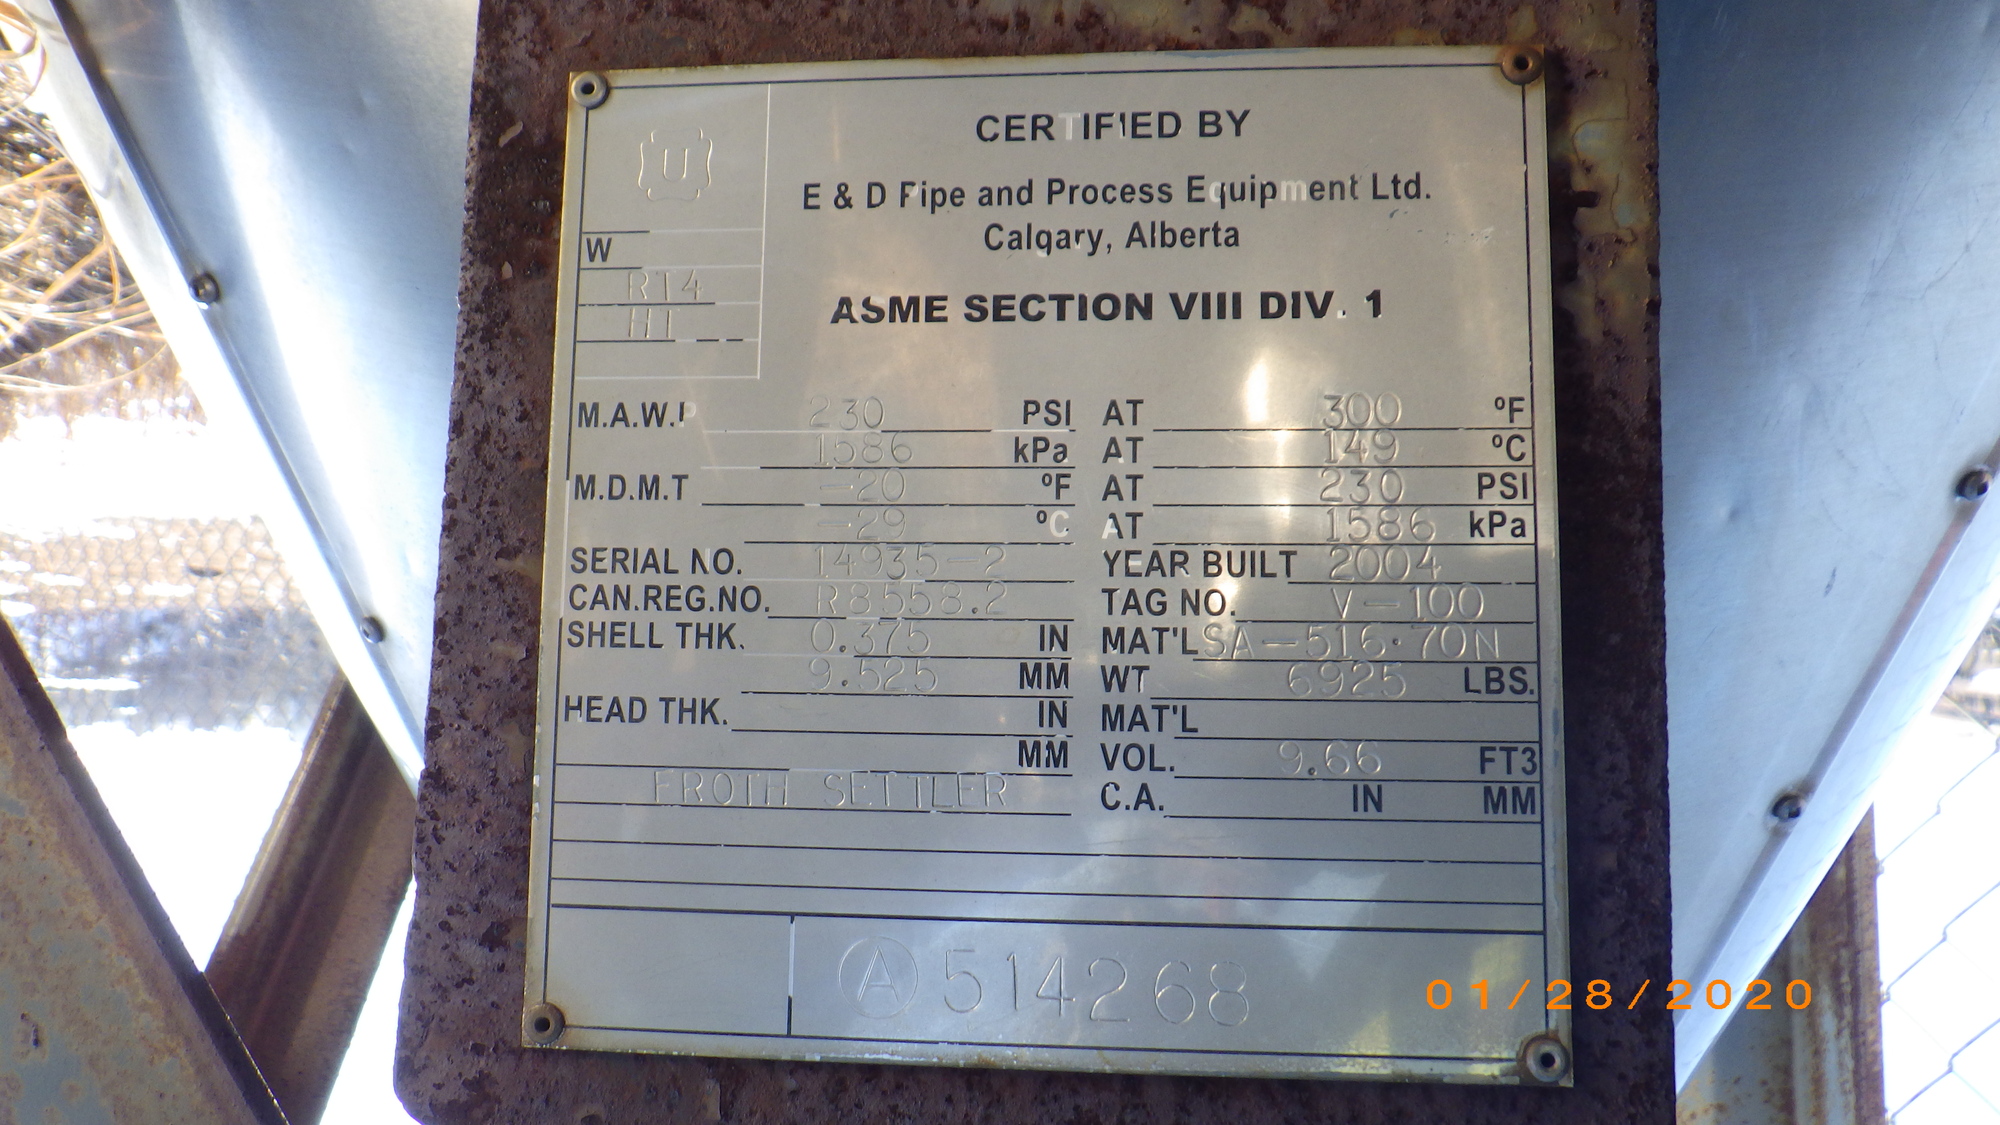 CERTIFIED BY
U
E & D Pipe and Process Equipment Ltd.
Calgary, Alberta
W
RT4
HT
ASME SECTION VIII DIV. 1
M.A.W.P 230 PSI AT 300 ºF
1586 kPa AT 149 ºC
M.D.M.T -20 ºF AT 230 PSI
-29 ºC AT 1586 kPa
SERIAL NO. 14935-2 YEAR BUILT 2004
CAN.REG.NO. R8558.2 TAG NO. V-100
SHELL THK. 0.375 IN MAT'L SA-516·70N
9.525 MM WT 6925 LBS.
HEAD THK. IN MAT'L
MM VOL. 9.66 FT3
FROTH SETTLER C.A. IN MM
A 514268
01/28/2020